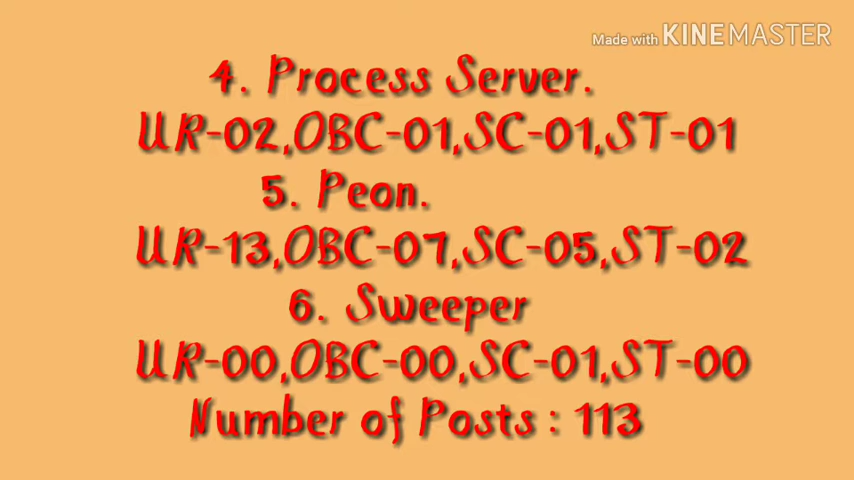 Made with KINEMASTER
4. Process Server.
UR-02,OBC-01,SC-01,ST-01
5. Peon.
UR-13,OBC-07,SC-05,ST-02
6. Sweeper
UR-00,OBC-00,SC-01,ST-00
Number of Posts : 113